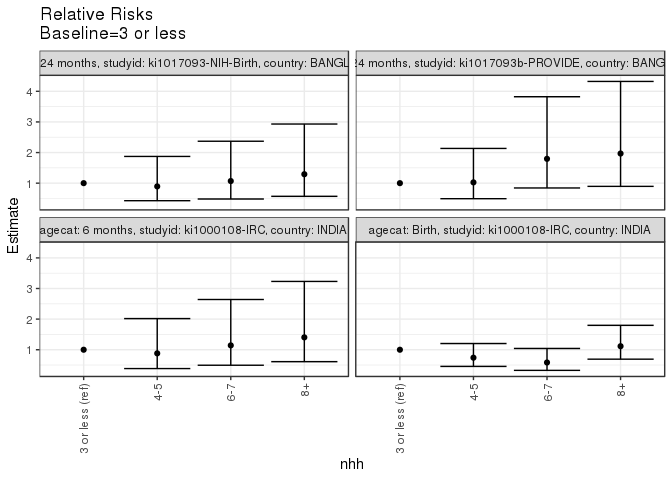 Relative Risks
Baseline=3 or less
24 months, studyid: ki1017093-NIH-Birth, country: BANGL
24 months, studyid: ki1017093b-PROVIDE, country: BANG
4
3
2
1
agecat: 6 months, studyid: ki1000108-IRC, country: INDIA
agecat: Birth, studyid: ki1000108-IRC, country: INDIA
4
3
2
1
Estimate
3 or less (ref)
4-5
6-7
8+
3 or less (ref)
4-5
6-7
8+
nhh